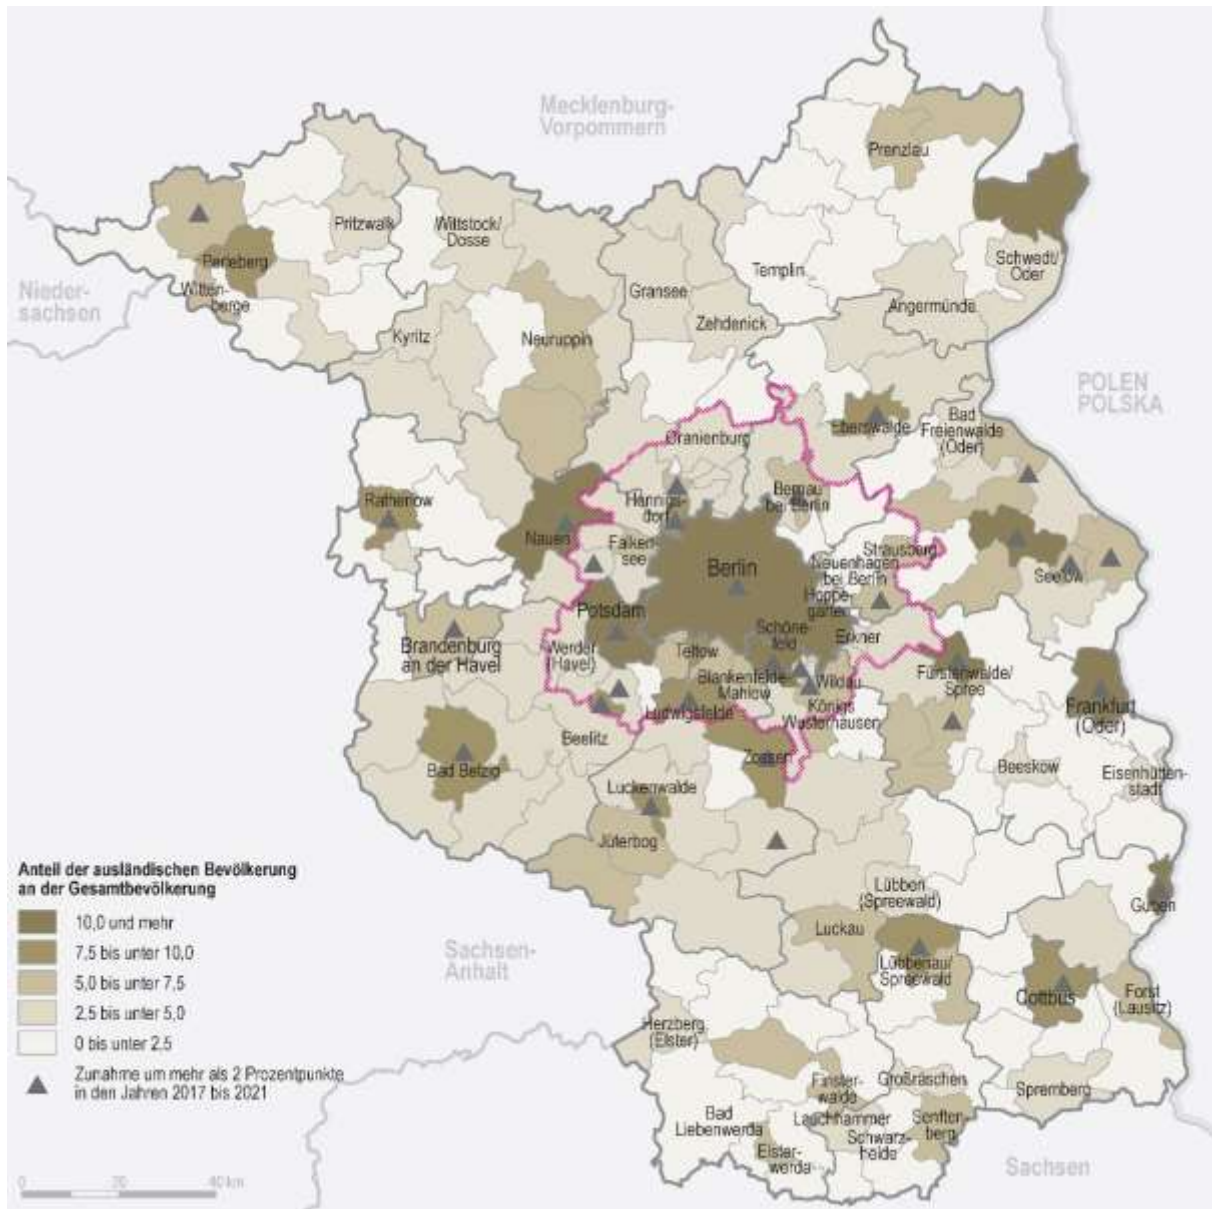 Mecklenburg-
Vorpommern
Prenzlau
Pritzwalk
Wittstock/
Dosse
Perleberg
Schwedt/
Oder
Templin
Nieder-
sachsen
Witten-
berge
Gransee
Angermünde
Zehdenick
Kyritz
Neuruppin
POLEN
POLSKA
Eberswalde
Bad
Freienwalde
(Oder)
Oranienburg
Rathenow
Hennigs-
dorf
Bernau
bei Berlin
Nauen
Falken-
see
Strausberg
Berlin
Neuenhagen
bei Berlin
Seelow
Hoppe-
garten
Potsdam
Schöne-
feld
Erkner
Brandenburg
an der Havel
Werder
(Havel)
Teltow
Blankenfelde-
Mahlow
Wildau
Fürstenwalde/
Spree
Frankfurt
(Oder)
Ludwigsfelde
Königs
Wusterhausen
Beelitz
Zossen
Bad Belzig
Beeskow
Eisenhütten-
stadt
Luckenwalde
Jüterbog
Anteil der ausländischen Bevölkerung
an der Gesamtbevölkerung
10,0 und mehr
7,5 bis unter 10,0
5,0 bis unter 7,5
2,5 bis unter 5,0
0 bis unter 2,5
Zunahme um mehr als 2 Prozentpunkte
in den Jahren 2017 bis 2021
Lübben
(Spreewald)
Guben
Luckau
Sachsen-
Anhalt
Lübbenau/
Spreewald
Cottbus
Forst
(Lausitz)
Herzberg
(Elster)
Finster-
walde
Großräschen
Spremberg
Bad
Liebenwerda
Lauchhammer
Senften-
berg
Schwarz-
heide
Elster-
werda
Sachsen
0 20 40 km